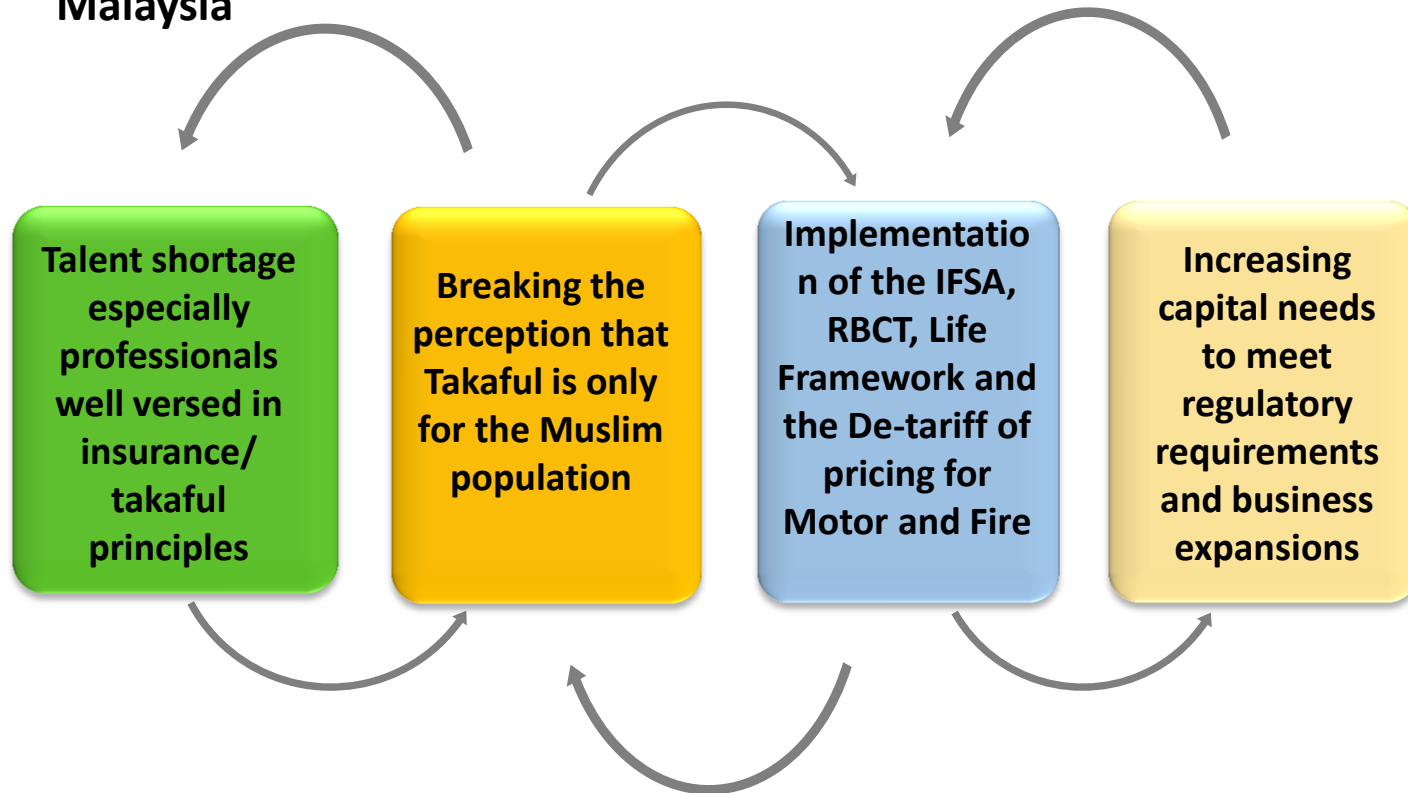 Malaysia
Talent shortage
especially
professionals
well versed in
insurance/
takaful
principles
Breaking the
perception that
Takaful is only
for the Muslim
population
Implementatio
n of the IFSA,
RBCT, Life
Framework and
the De-tariff of
pricing for
Motor and Fire
Increasing
capital needs
to meet
regulatory
requirements
and business
expansions